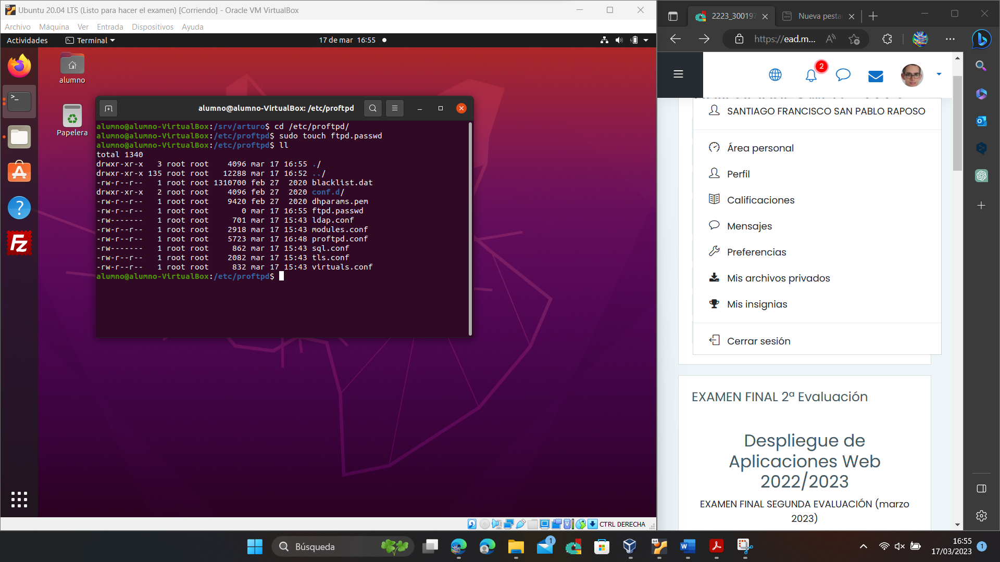 Ubuntu 20.04 LTS (Listo para hacer el examen) [Corriendo] - Oracle VM VirtualBox
Archivo Máquina Ver Entrada Dispositivos Ayuda
Actividades Terminal 17 de mar 16:55
alumno
Papelera
alumno@alumno-VirtualBox: /etc/proftpd
alumno@alumno-VirtualBox:/srv/arturo$ cd /etc/proftpd/
alumno@alumno-VirtualBox:/etc/proftpd$ sudo touch ftpd.passwd
alumno@alumno-VirtualBox:/etc/proftpd$ ll
total 1340
drwxr-xr-x 3 root root 4096 mar 17 16:55 ./
drwxr-xr-x 135 root root 12288 mar 17 16:52 ../
-rw-r--r-- 1 root root 1310700 feb 27 2020 blacklist.dat
drwxr-xr-x 2 root root 4096 feb 27 2020 conf.d/
-rw-r--r-- 1 root root 9420 feb 27 2020 dhparams.pem
-rw-r--r-- 1 root root 0 mar 17 16:55 ftpd.passwd
-rw------- 1 root root 701 mar 17 15:43 ldap.conf
-rw-r--r-- 1 root root 2918 mar 17 15:43 modules.conf
-rw-r--r-- 1 root root 5723 mar 17 16:48 proftpd.conf
-rw------- 1 root root 862 mar 17 15:43 sql.conf
-rw-r--r-- 1 root root 2082 mar 17 15:43 tls.conf
-rw-r--r-- 1 root root 832 mar 17 15:43 virtuals.conf
alumno@alumno-VirtualBox:/etc/proftpd$
CTRL DERECHA
2223_300197
Nueva pesta
https://ead.m...
2
SANTIAGO FRANCISCO SAN PABLO RAPOSO
Área personal
Perfil
Calificaciones
Mensajes
Preferencias
Mis archivos privados
Mis insignias
Cerrar sesión
EXAMEN FINAL 2ª Evaluación
Despliegue de
Aplicaciones Web
2022/2023
EXAMEN FINAL SEGUNDA EVALUACIÓN (marzo
2023)
Búsqueda
1
16:55
17/03/2023
1